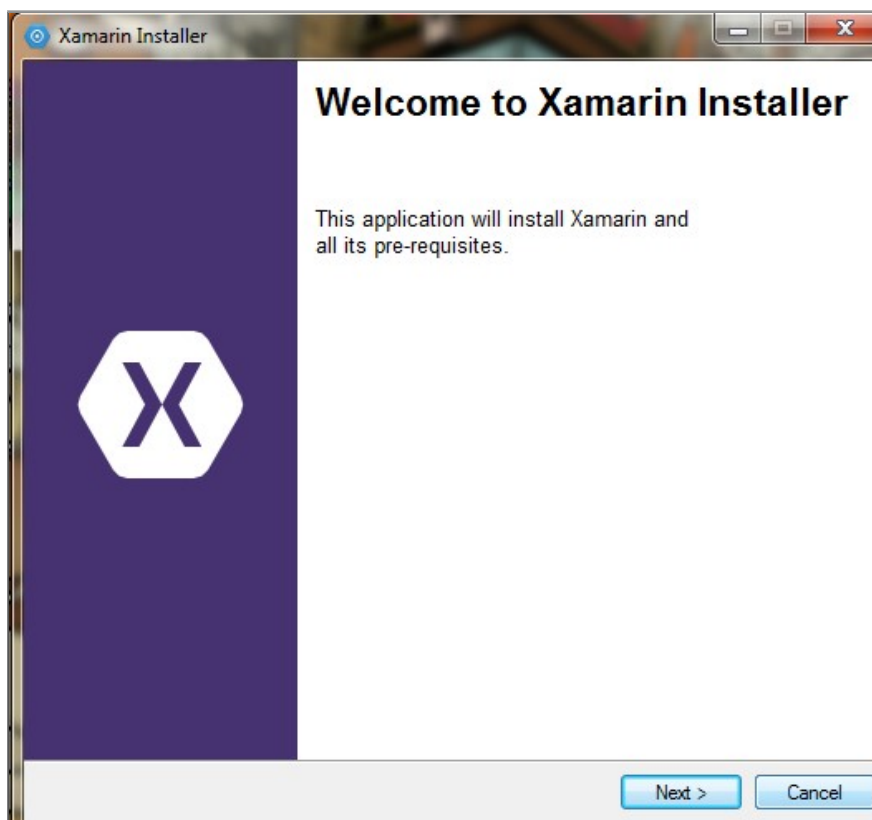 Xamarin Installer
Welcome to Xamarin Installer
This application will install Xamarin and
all its pre-requisites.
X
Next >
Cancel